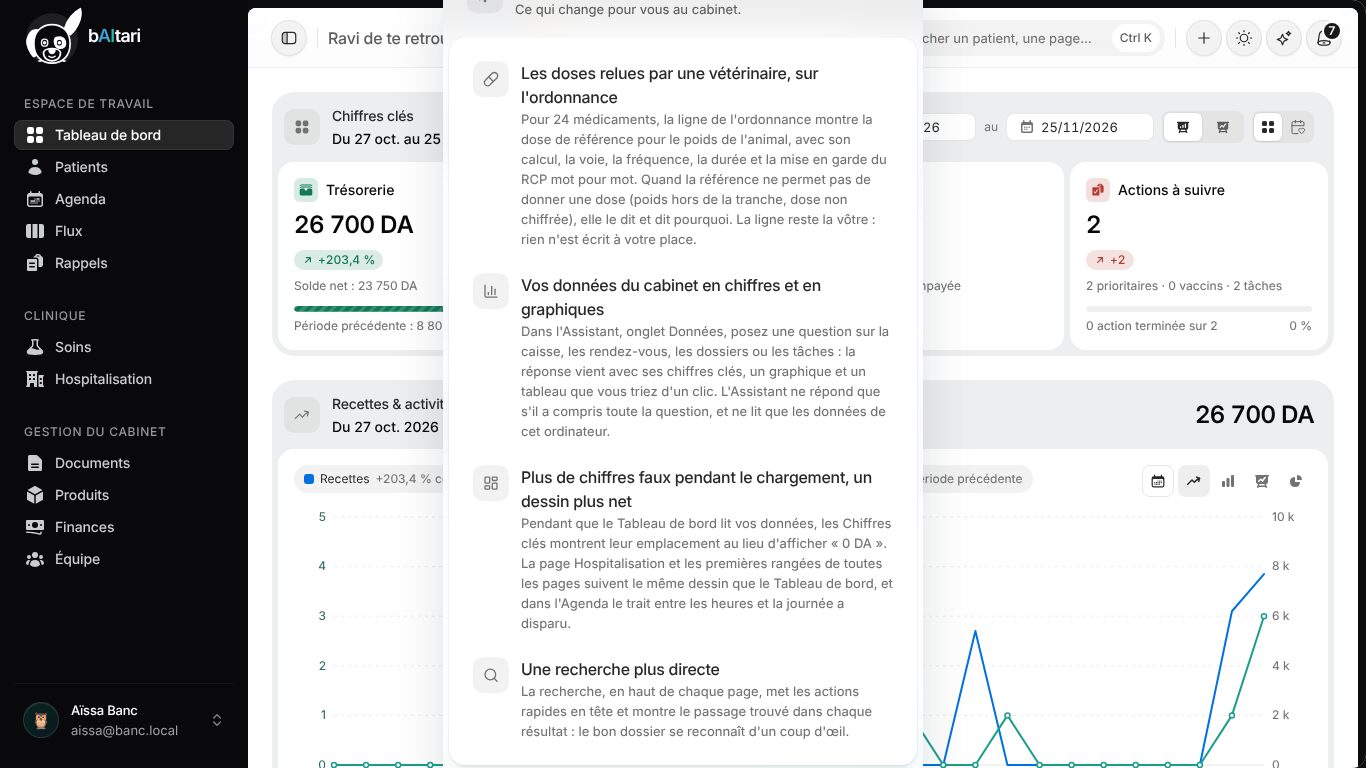 bAItari
ESPACE DE TRAVAIL
Tableau de bord
Patients
Agenda
Flux
Rappels
CLINIQUE
Soins
Hospitalisation
GESTION DU CABINET
Documents
Produits
Finances
Équipe
Aïssa Banc
aissa@banc.local
Ravi de te retrou
cher un patient, une page...
Ctrl K
7
Chiffres clés
Du 27 oct. au 25
26
au
25/11/2026
Trésorerie
26 700 DA
+203,4 %
Solde net : 23 750 DA
Période précédente : 8 80
npayée
Actions à suivre
2
+2
2 prioritaires · 0 vaccins · 2 tâches
0 action terminée sur 2
0 %
Recettes & activit
Du 27 oct. 2026
26 700 DA
Recettes
+203,4 % c
ériode précédente
5
4
3
2
1
0
10 k
8 k
6 k
4 k
2 k
0
Ce qui change pour vous au cabinet.
Les doses relues par une vétérinaire, sur
l'ordonnance
Pour 24 médicaments, la ligne de l'ordonnance montre la
dose de référence pour le poids de l'animal, avec son
calcul, la voie, la fréquence, la durée et la mise en garde du
RCP mot pour mot. Quand la référence ne permet pas de
donner une dose (poids hors de la tranche, dose non
chiffrée), elle le dit et dit pourquoi. La ligne reste la vôtre :
rien n'est écrit à votre place.
Vos données du cabinet en chiffres et en
graphiques
Dans l'Assistant, onglet Données, posez une question sur la
caisse, les rendez-vous, les dossiers ou les tâches : la
réponse vient avec ses chiffres clés, un graphique et un
tableau que vous triez d'un clic. L'Assistant ne répond que
s'il a compris toute la question, et ne lit que les données de
cet ordinateur.
Plus de chiffres faux pendant le chargement, un
dessin plus net
Pendant que le Tableau de bord lit vos données, les Chiffres
clés montrent leur emplacement au lieu d'afficher « 0 DA ».
La page Hospitalisation et les premières rangées de toutes
les pages suivent le même dessin que le Tableau de bord, et
dans l'Agenda le trait entre les heures et la journée a
disparu.
Une recherche plus directe
La recherche, en haut de chaque page, met les actions
rapides en tête et montre le passage trouvé dans chaque
résultat : le bon dossier se reconnaît d'un coup d'œil.